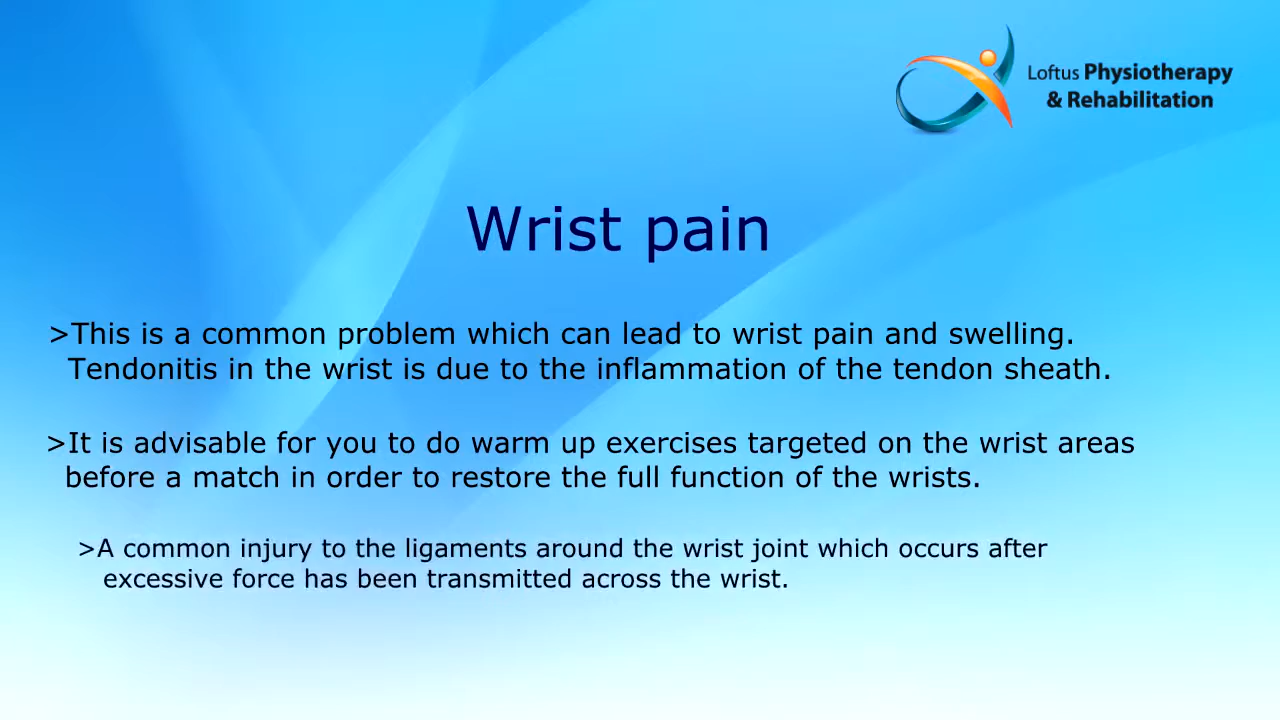 Loftus Physiotherapy
& Rehabilitation
Wrist pain
>This is a common problem which can lead to wrist pain and swelling.
Tendonitis in the wrist is due to the inflammation of the tendon sheath.
>It is advisable for you to do warm up exercises targeted on the wrist areas
before a match in order to restore the full function of the wrists.
>A common injury to the ligaments around the wrist joint which occurs after
excessive force has been transmitted across the wrist.